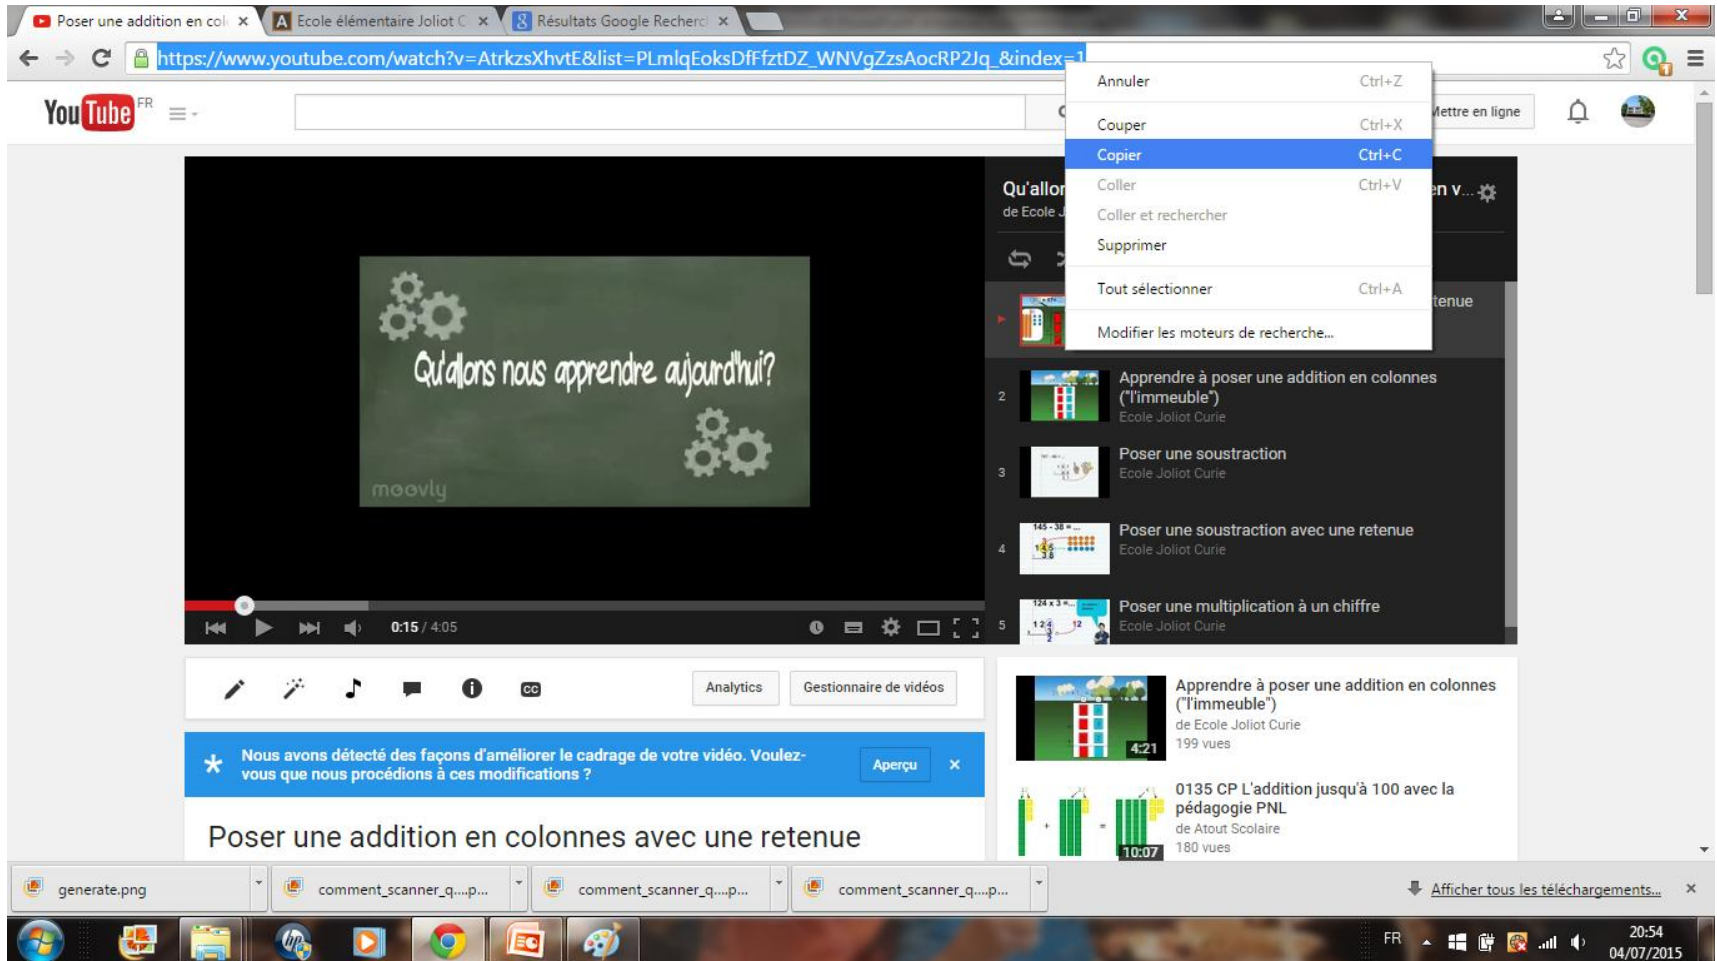 Poser une addition en col
Ecole élémentaire Joliot C
Résultats Google Recherc
https://www.youtube.com/watch?v=AtrkzsXhvtE&list=PLmlqEoksDfFfztDZ_WNVgZzsAocRP2Jq_&index=1
Annuler Ctrl+Z
Couper Ctrl+X
Copier Ctrl+C
Coller Ctrl+V
Coller et rechercher
Supprimer
Tout sélectionner Ctrl+A
Modifier les moteurs de recherche...
YouTube FR
Mettre en ligne
Qu'allons nous apprendre aujourd'hui?
moovly
0:15 / 4:05
Qu'allor
en v...
de Ecole J
tenue
2
Apprendre à poser une addition en colonnes
("l'immeuble")
Ecole Joliot Curie
3
Poser une soustraction
Ecole Joliot Curie
4
145 - 38 = ...
Poser une soustraction avec une retenue
Ecole Joliot Curie
5
124 x 3 =...
Poser une multiplication à un chiffre
Ecole Joliot Curie
CC
Analytics
Gestionnaire de vidéos
Nous avons détecté des façons d'améliorer le cadrage de votre vidéo. Voulez-
vous que nous procédions à ces modifications ?
Aperçu
Poser une addition en colonnes avec une retenue
Apprendre à poser une addition en colonnes
("l'immeuble")
de Ecole Joliot Curie
199 vues
4:21
0135 CP L'addition jusqu'à 100 avec la
pédagogie PNL
de Atout Scolaire
180 vues
10:07
generate.png
comment_scanner_q....p...
comment_scanner_q....p...
comment_scanner_q....p...
Afficher tous les téléchargements...
hp
FR
20:54
04/07/2015